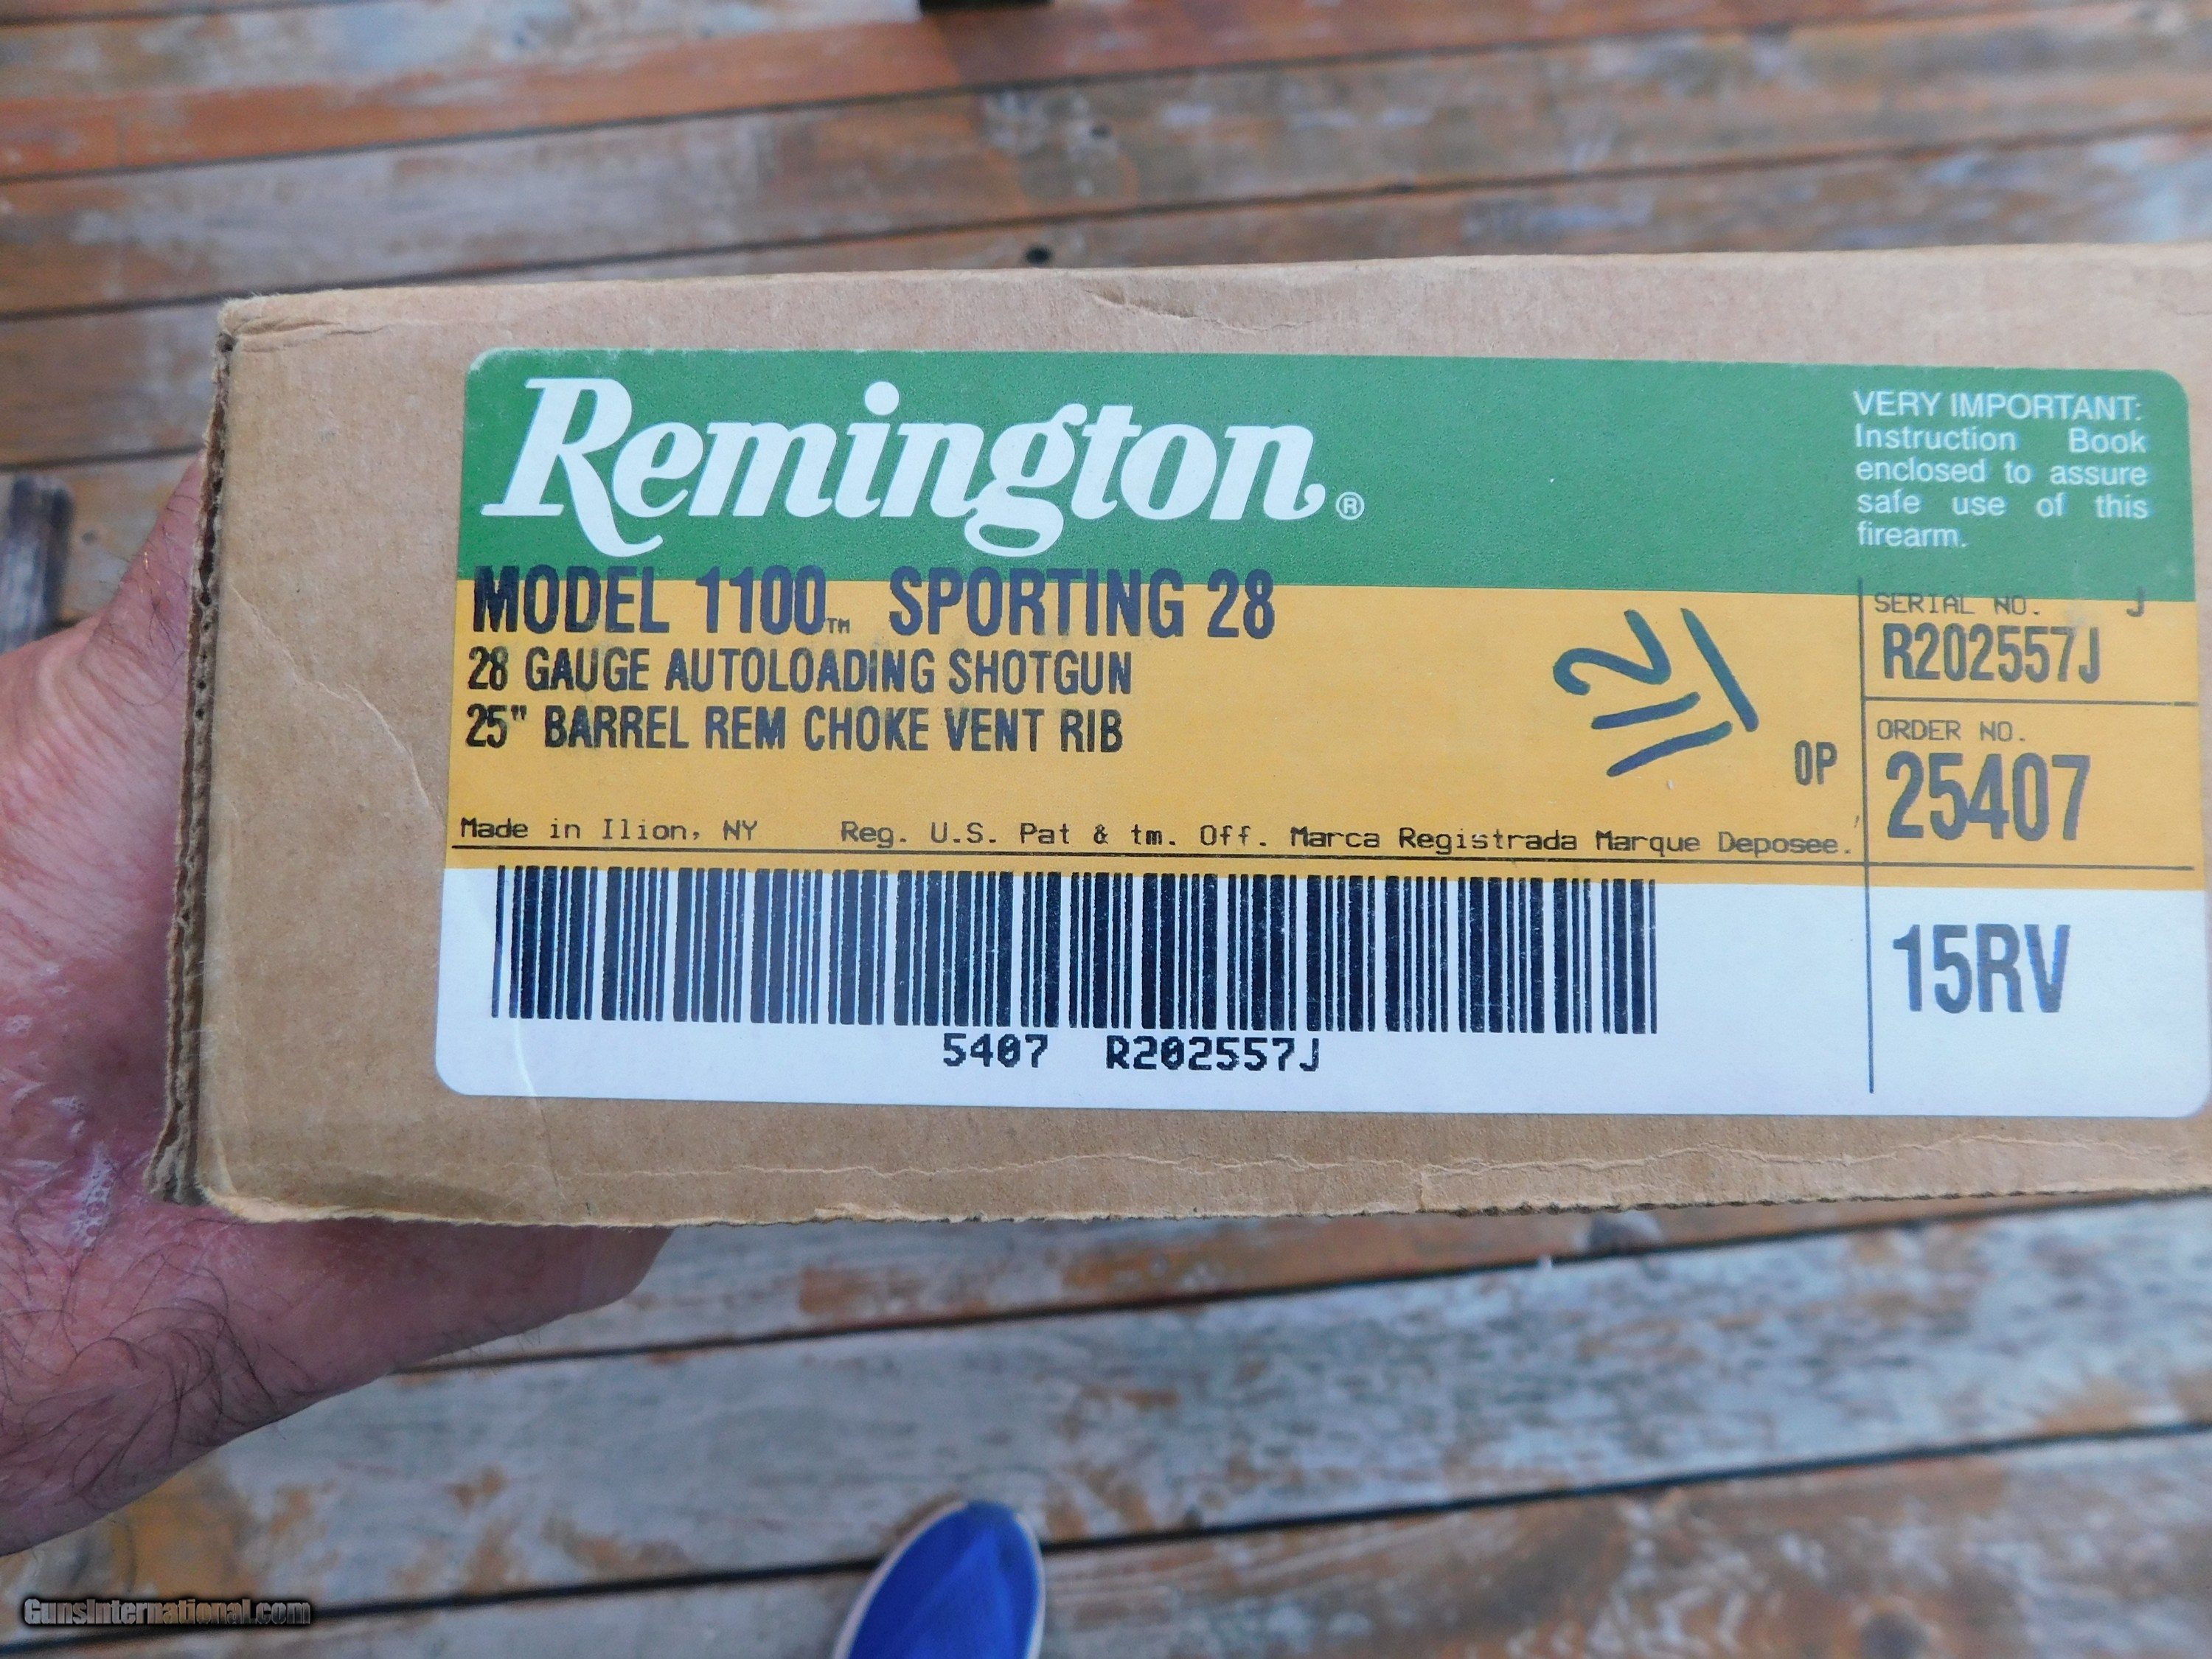 Remington®
VERY IMPORTANT:
Instruction Book
enclosed to assure
safe use of this
firearm.
MODEL 1100™ SPORTING 28
28 GAUGE AUTOLOADING SHOTGUN
25" BARREL REM CHOKE VENT RIB
OP
SERIAL NO. J
R202557J
ORDER NO.
25407
Made in Ilion, NY Reg. U.S. Pat & tm. Off. Marca Registrada Marque Deposee.
15RV
5407 R202557J
GunsInternational.com